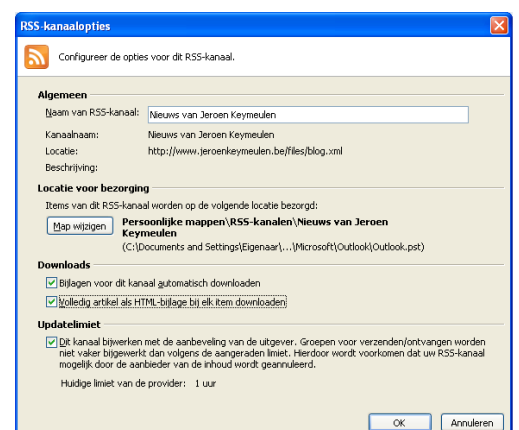 RSS-kanaalopties
Configureer de opties voor dit RSS-kanaal.
Algemeen
Naam van RSS-kanaal: Nieuws van Jeroen Keymeulen
Kanaalnaam: Nieuws van Jeroen Keymeulen
Locatie: http://www.jeroenkeymeulen.be/files/blog.xml
Beschrijving:
Locatie voor bezorging
Items van dit RSS-kanaal worden op de volgende locatie bezorgd:
Map wijzigen Persoonlijke mappen\RSS-kanalen\Nieuws van Jeroen
Keymeulen
(C:\Documents and Settings\Eigenaar\...\Microsoft\Outlook\Outlook.pst)
Downloads
Bijlagen voor dit kanaal automatisch downloaden
Volledig artikel als HTML-bijlage bij elk item downloaden
Updatelimiet
Dit kanaal bijwerken met de aanbeveling van de uitgever. Groepen voor verzenden/ontvangen worden
niet vaker bijgewerkt dan volgens de aangeraden limiet. Hierdoor wordt voorkomen dat uw RSS-kanaal
mogelijk door de aanbieder van de inhoud wordt geannuleerd.
Huidige limiet van de provider: 1 uur
OK Annuleren